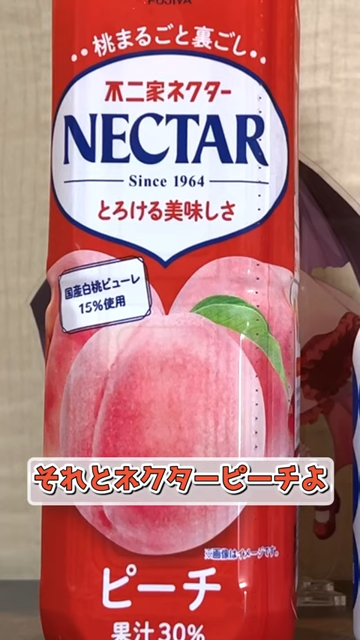 FUJIYA
桃まるごと裏ごし
不二家ネクター
NECTAR
Since 1964
とろける美味しさ
国産白桃ピューレ
15%使用
それとネクターピーチよ
※画像はイメージです。
ピーチ
果汁30%